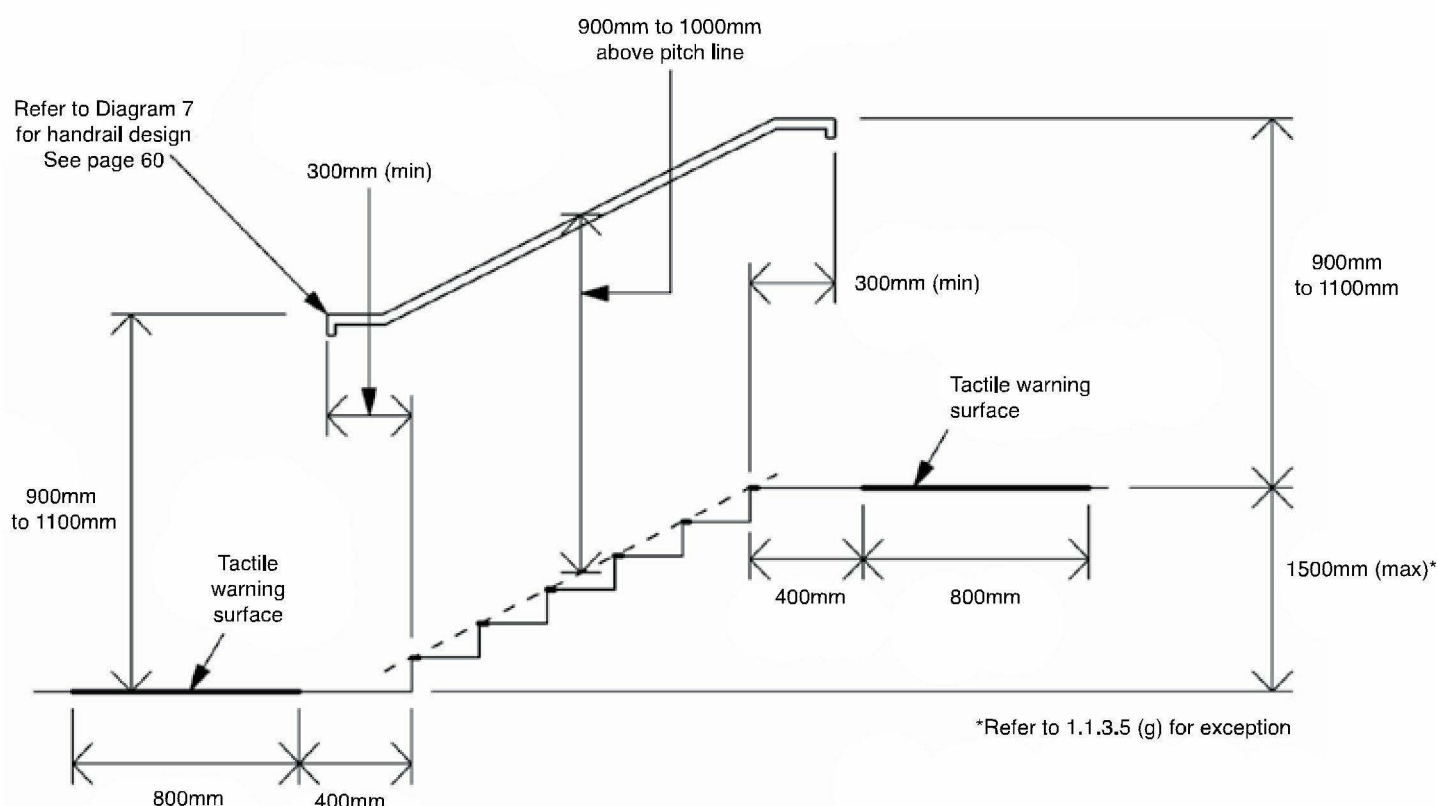 900mm to 1000mm
above pitch line
Refer to Diagram 7
for handrail design
See page 60
300mm (min)
300mm (min)
900mm
to 1100mm
Tactile warning
surface
900mm
to 1100mm
Tactile
warning
surface
400mm
800mm
1500mm (max)*
*Refer to 1.1.3.5 (g) for exception
800mm
400mm